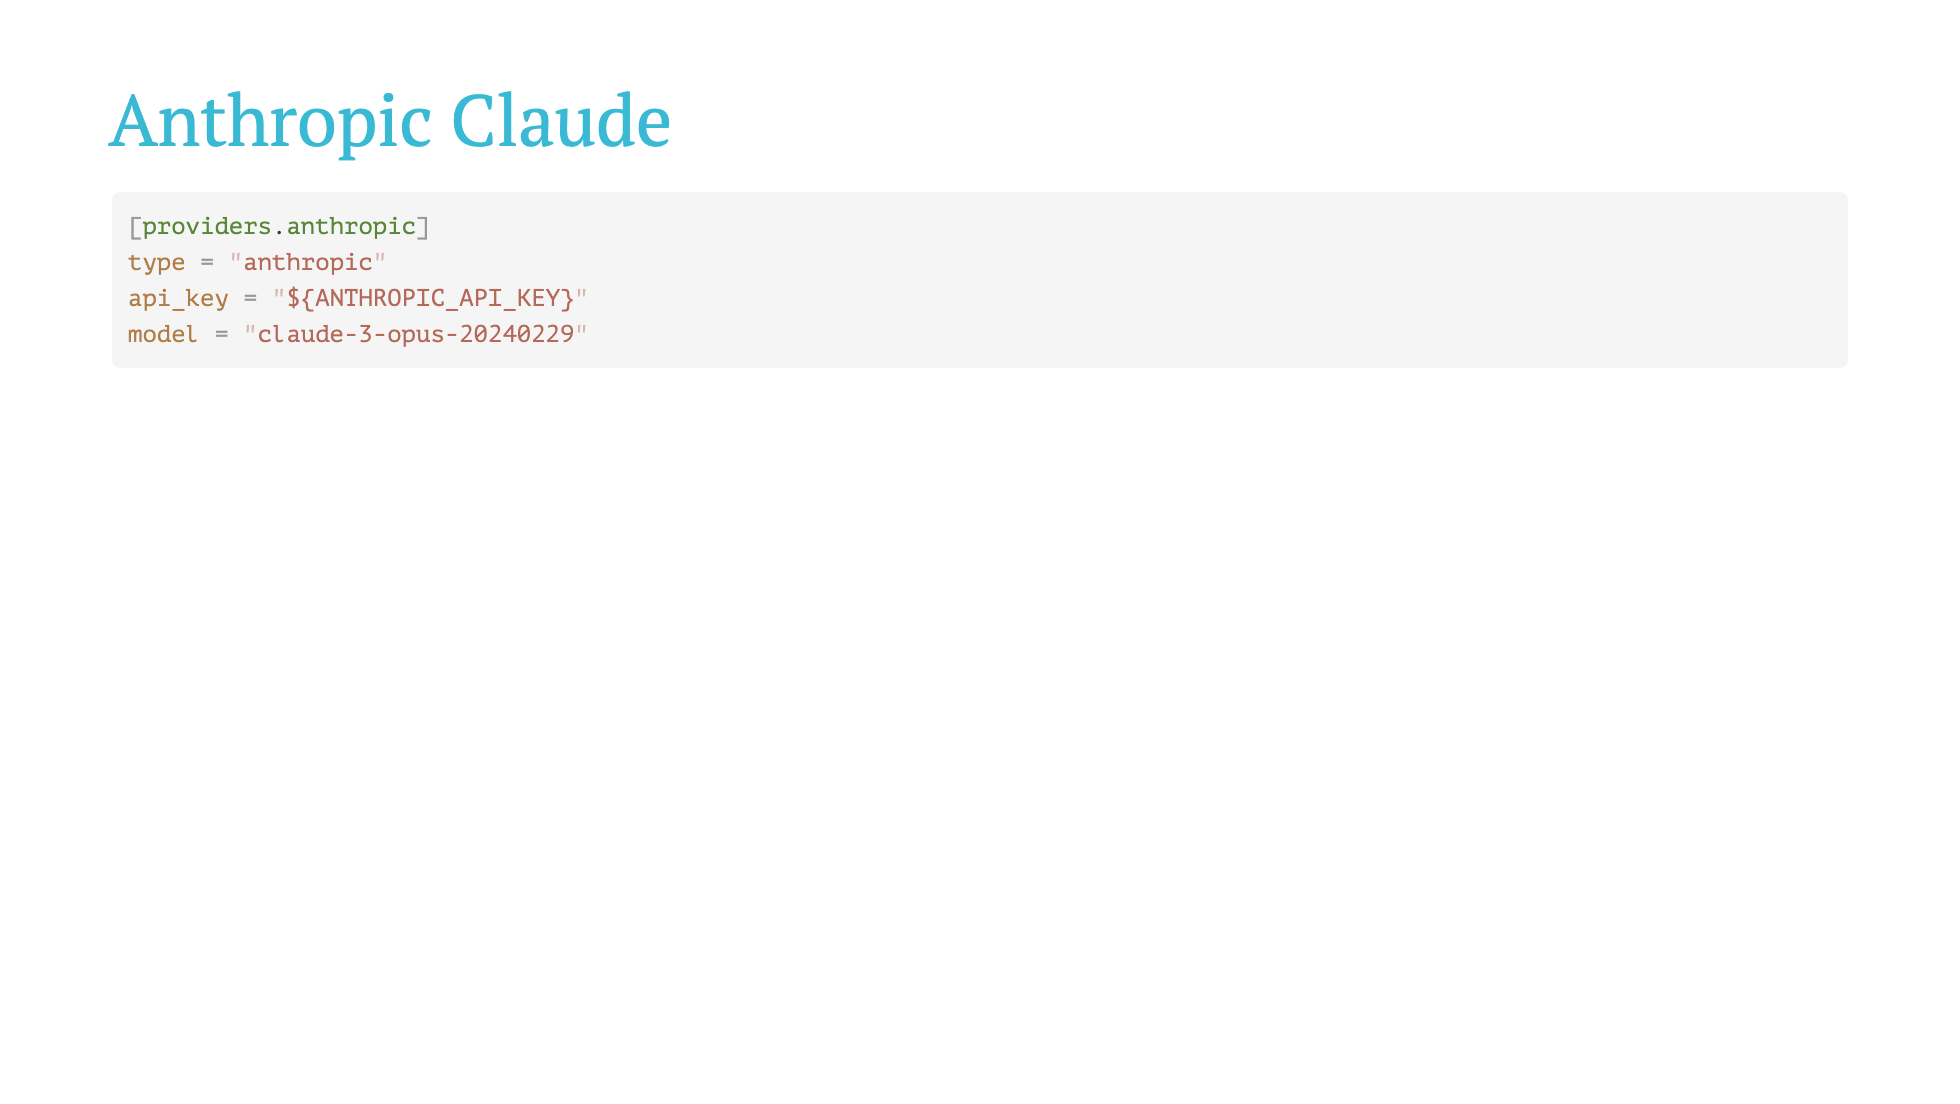 Anthropic Claude
[providers.anthropic]
type = "anthropic"
api_key = "${ANTHROPIC_API_KEY}"
model = "claude-3-opus-20240229"